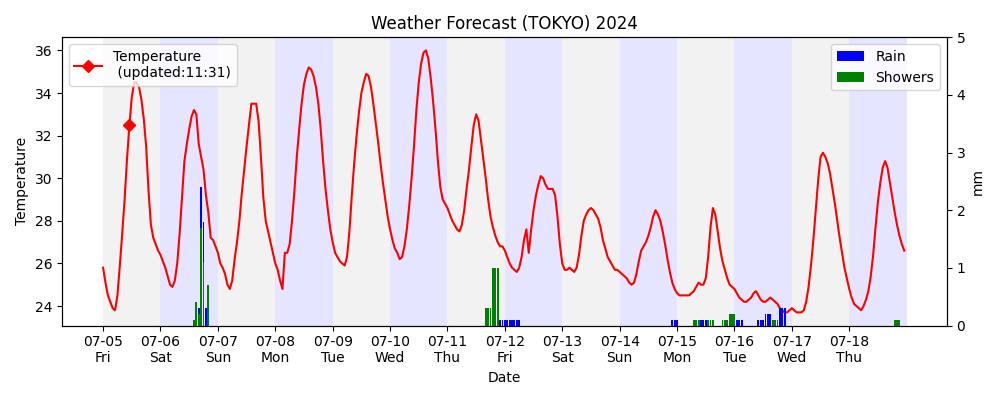 Weather Forecast (TOKYO) 2024
Temperature
(updated:11:31)
Rain
Showers
36
34
32
30
28
26
24
Temperature
5
4
3
2
1
0
mm
07-05 07-06 07-07 07-08 07-09 07-10 07-11 07-12 07-13 07-14 07-15 07-16 07-17 07-18
Fri Sat Sun Mon Tue Wed Thu Fri Sat Sun Mon Tue Wed Thu
Date